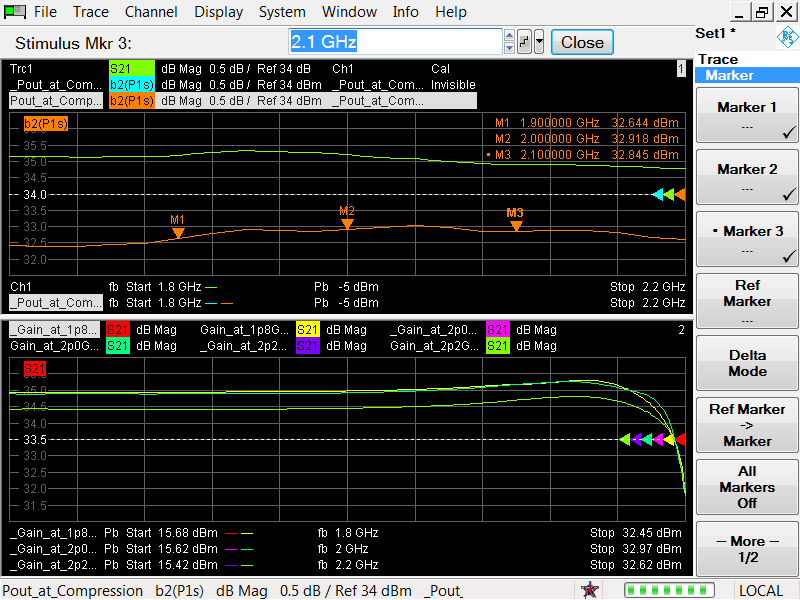 File Trace Channel Display System Window Info Help
Stimulus Mkr 3: 2.1 GHz Close
Set1 *
Trace
Marker
Trc1 S21 dB Mag 0.5 dB / Ref 34 dB Ch1 Cal 1
_Pout_at_Com... b2(P1s) dB Mag 0.5 dB / Ref 34 dBm _Pout_at_Com... Invisible
_Pout_at_Comp... b2(P1s) dB Mag 0.5 dB / Ref 34 dBm _Pout_at_Com...
b2(P1s)
M1 1.900000 GHz 32.644 dBm
M2 2.000000 GHz 32.918 dBm
• M3 2.100000 GHz 32.845 dBm
35.5
35.0
34.5
34.0
33.5
33.0
32.5
32.0
M1 M2 M3
Ch1 fb Start 1.8 GHz — Pb -5 dBm Stop 2.2 GHz
_Pout_at_Com... fb Start 1.8 GHz — — Pb -5 dBm Stop 2.2 GHz
_Gain_at_1p8... S21 dB Mag Gain_at_1p8G... S21 dB Mag _Gain_at_2p0... S21 dB Mag 2
Gain_at_2p0G... S21 dB Mag _Gain_at_2p2... S21 dB Mag Gain_at_2p2G... S21 dB Mag
S21
35.0
34.5
34.0
33.5
33.0
32.5
32.0
31.5
_Gain_at_1p8... Pb Start 15.68 dBm — — fb 1.8 GHz Stop 32.45 dBm
_Gain_at_2p0... Pb Start 15.62 dBm — — fb 2 GHz Stop 32.97 dBm
_Gain_at_2p2... Pb Start 15.42 dBm — — fb 2.2 GHz Stop 32.62 dBm
Marker 1
---
Marker 2
---
• Marker 3
---
Ref
Marker
---
Delta
Mode
Ref Marker
->
Marker
All
Markers
Off
— More —
1/2
Pout_at_Compression b2(P1s) dB Mag 0.5 dB / Ref 34 dBm _Pout_ LOCAL